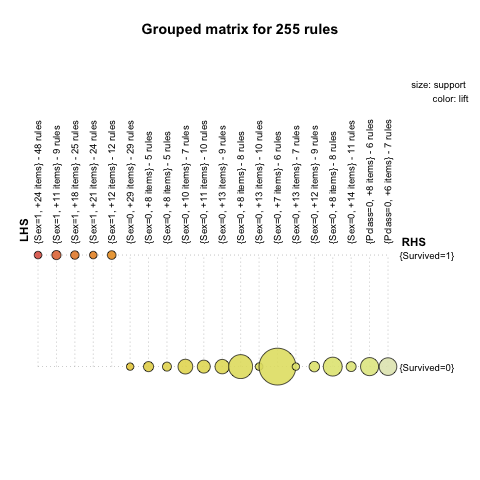 Grouped matrix for 255 rules
size: support
color: lift
LHS
{Sex=1, +24 items} - 48 rules
{Sex=1, +11 items} - 9 rules
{Sex=1, +18 items} - 25 rules
{Sex=1, +21 items} - 24 rules
{Sex=1, +12 items} - 12 rules
{Sex=0, +29 items} - 29 rules
{Sex=0, +8 items} - 5 rules
{Sex=0, +8 items} - 5 rules
{Sex=0, +10 items} - 7 rules
{Sex=0, +11 items} - 10 rules
{Sex=0, +13 items} - 9 rules
{Sex=0, +8 items} - 8 rules
{Sex=0, +13 items} - 10 rules
{Sex=0, +7 items} - 6 rules
{Sex=0, +13 items} - 7 rules
{Sex=0, +12 items} - 9 rules
{Sex=0, +8 items} - 8 rules
{Sex=0, +14 items} - 11 rules
{Pclass=0, +8 items} - 6 rules
{Pclass=0, +6 items} - 7 rules
RHS
{Survived=1}
{Survived=0}